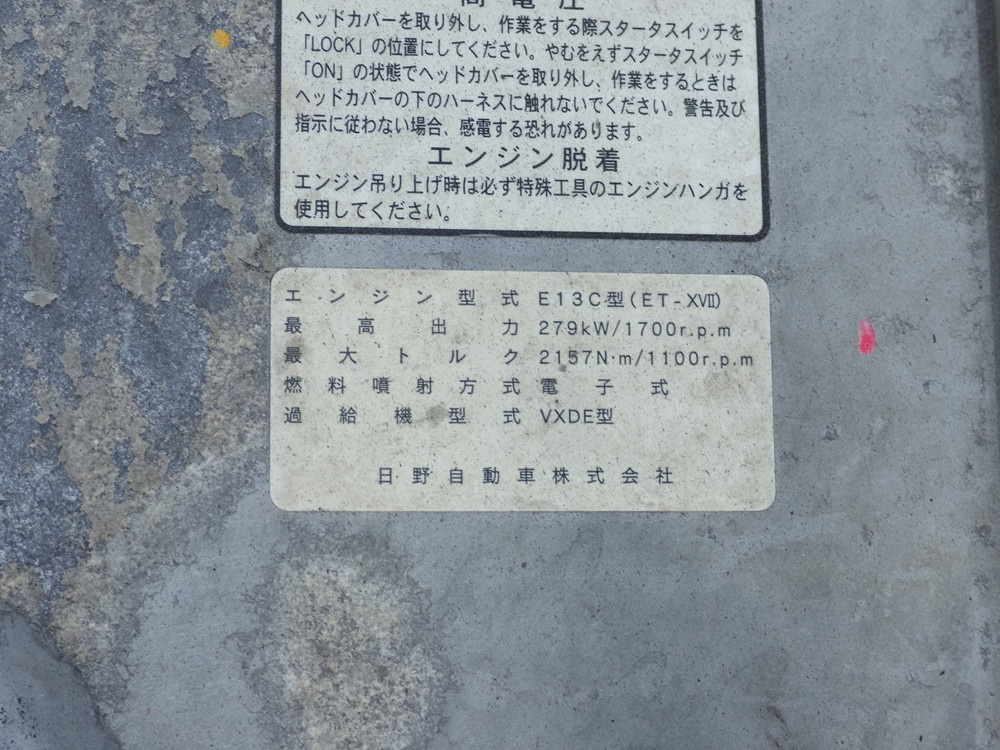 高電圧
ヘッドカバーを取り外し、作業をする際スタータスイッチを
「LOCK」の位置にしてください。やむをえずスタータスイッチ
「ON」の状態でヘッドカバーを取り外し、作業をするときは
ヘッドカバーの下のハーネスに触れないでください。警告及び
指示に従わない場合、感電する恐れがあります。
エンジン脱着
エンジン吊り上げ時は必ず特殊工具のエンジンハンガを
使用してください。
エンジン型式 E13C型(ET-XVII)
最高出力 279kW/1700r.p.m
最大トルク 2157N·m/1100r.p.m
燃料噴射方式 電子式
過給機型式 VXDE型
日野自動車株式会社